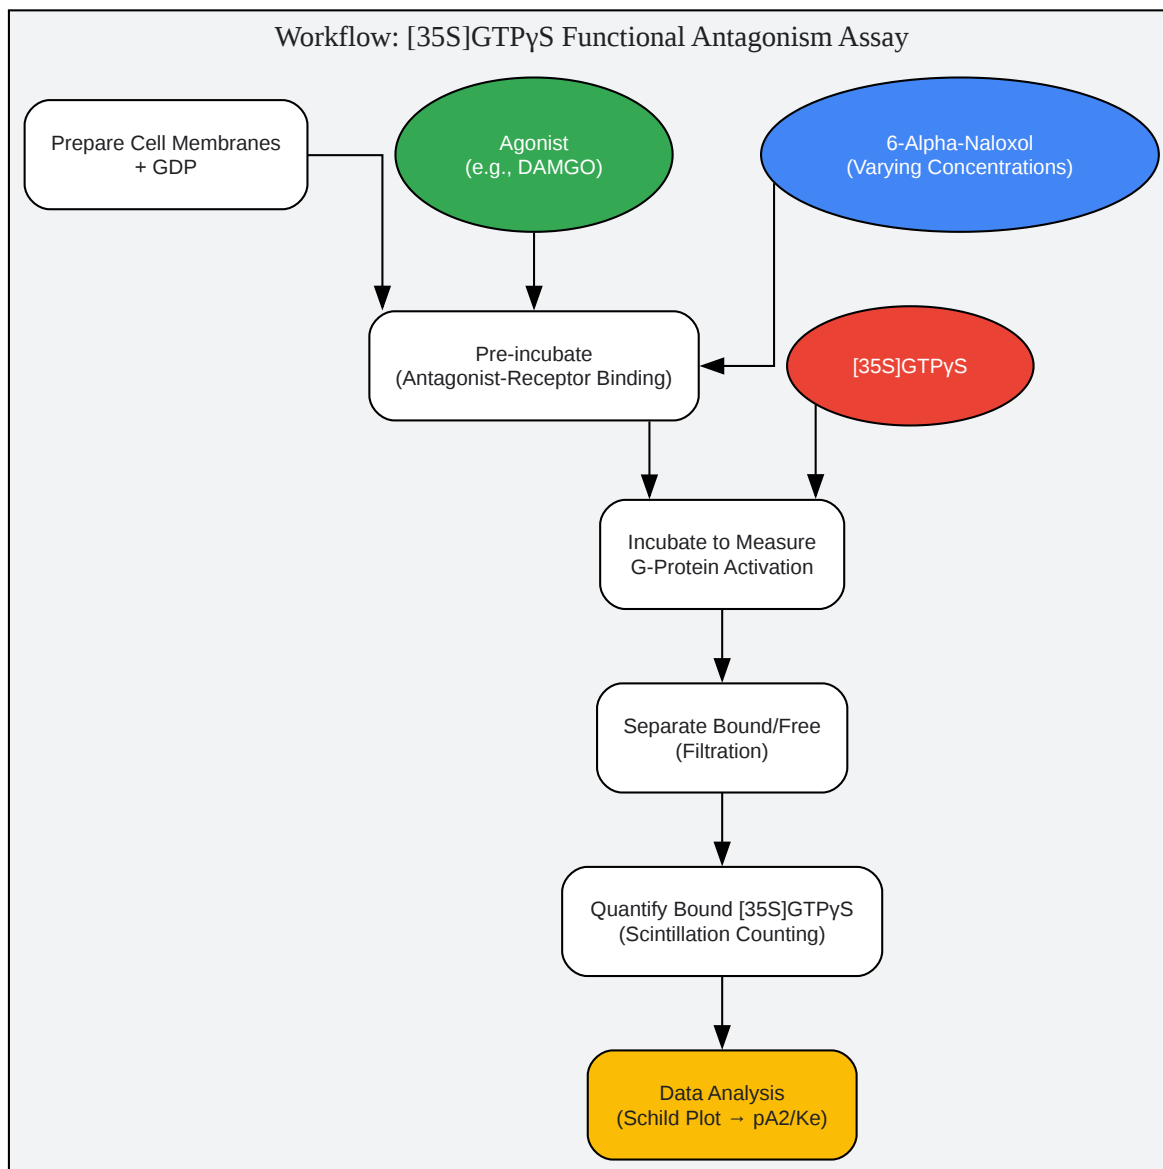 Workflow: [35S]GTPγS Functional Antagonism Assay
Prepare Cell Membranes
+ GDP
Agonist
(e.g., DAMGO)
6-Alpha-Naloxol
(Varying Concentrations)
Pre-incubate
(Antagonist-Receptor Binding)
[35S]GTPγS
Incubate to Measure
G-Protein Activation
Separate Bound/Free
(Filtration)
Quantify Bound [35S]GTPγS
(Scintillation Counting)
Data Analysis
(Schild Plot → pA2/Ke)